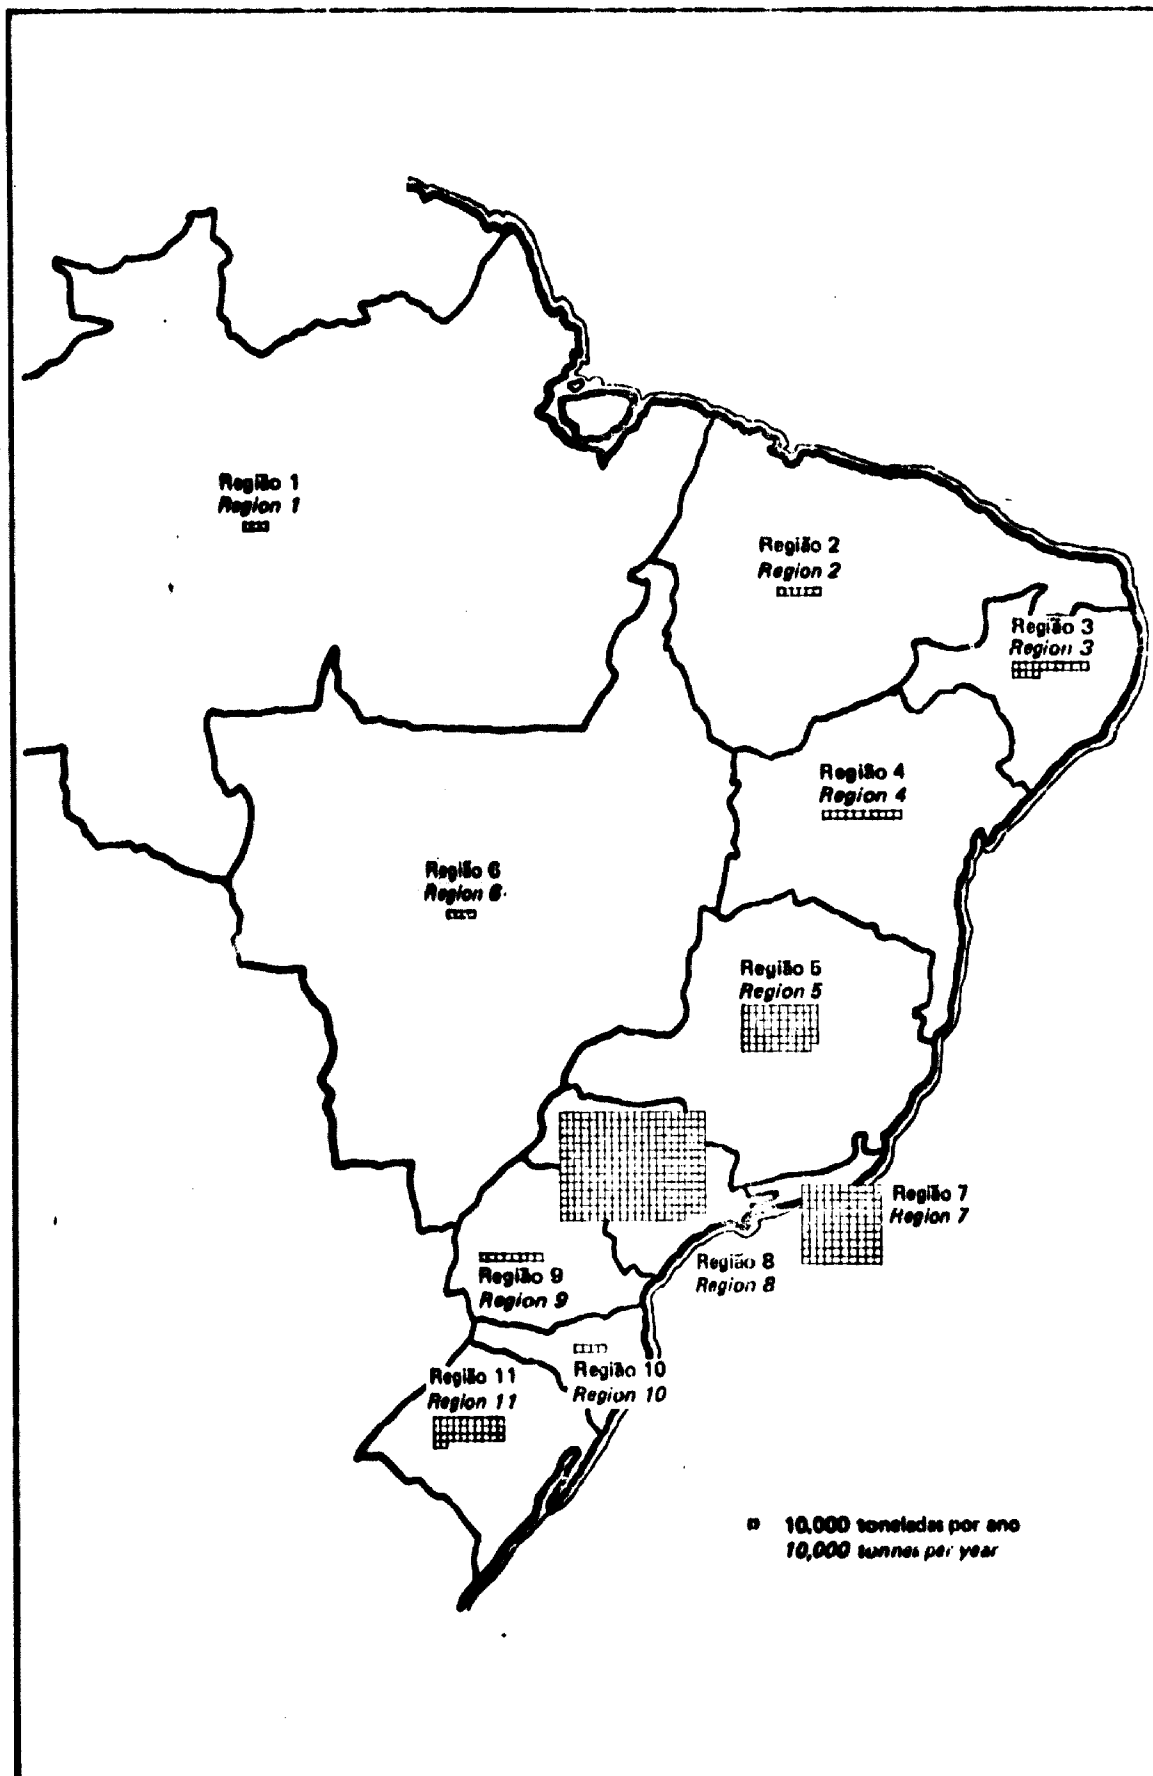 Região 1
Region 1
Região 2
Region 2
Região 3
Region 3
Região 4
Region 4
Região 6
Region 6
Região 5
Region 5
Região 7
Region 7
Região 8
Region 8
Região 9
Region 9
Região 10
Region 10
Região 11
Region 11
10,000 toneladas por ano
10,000 tonnes per year